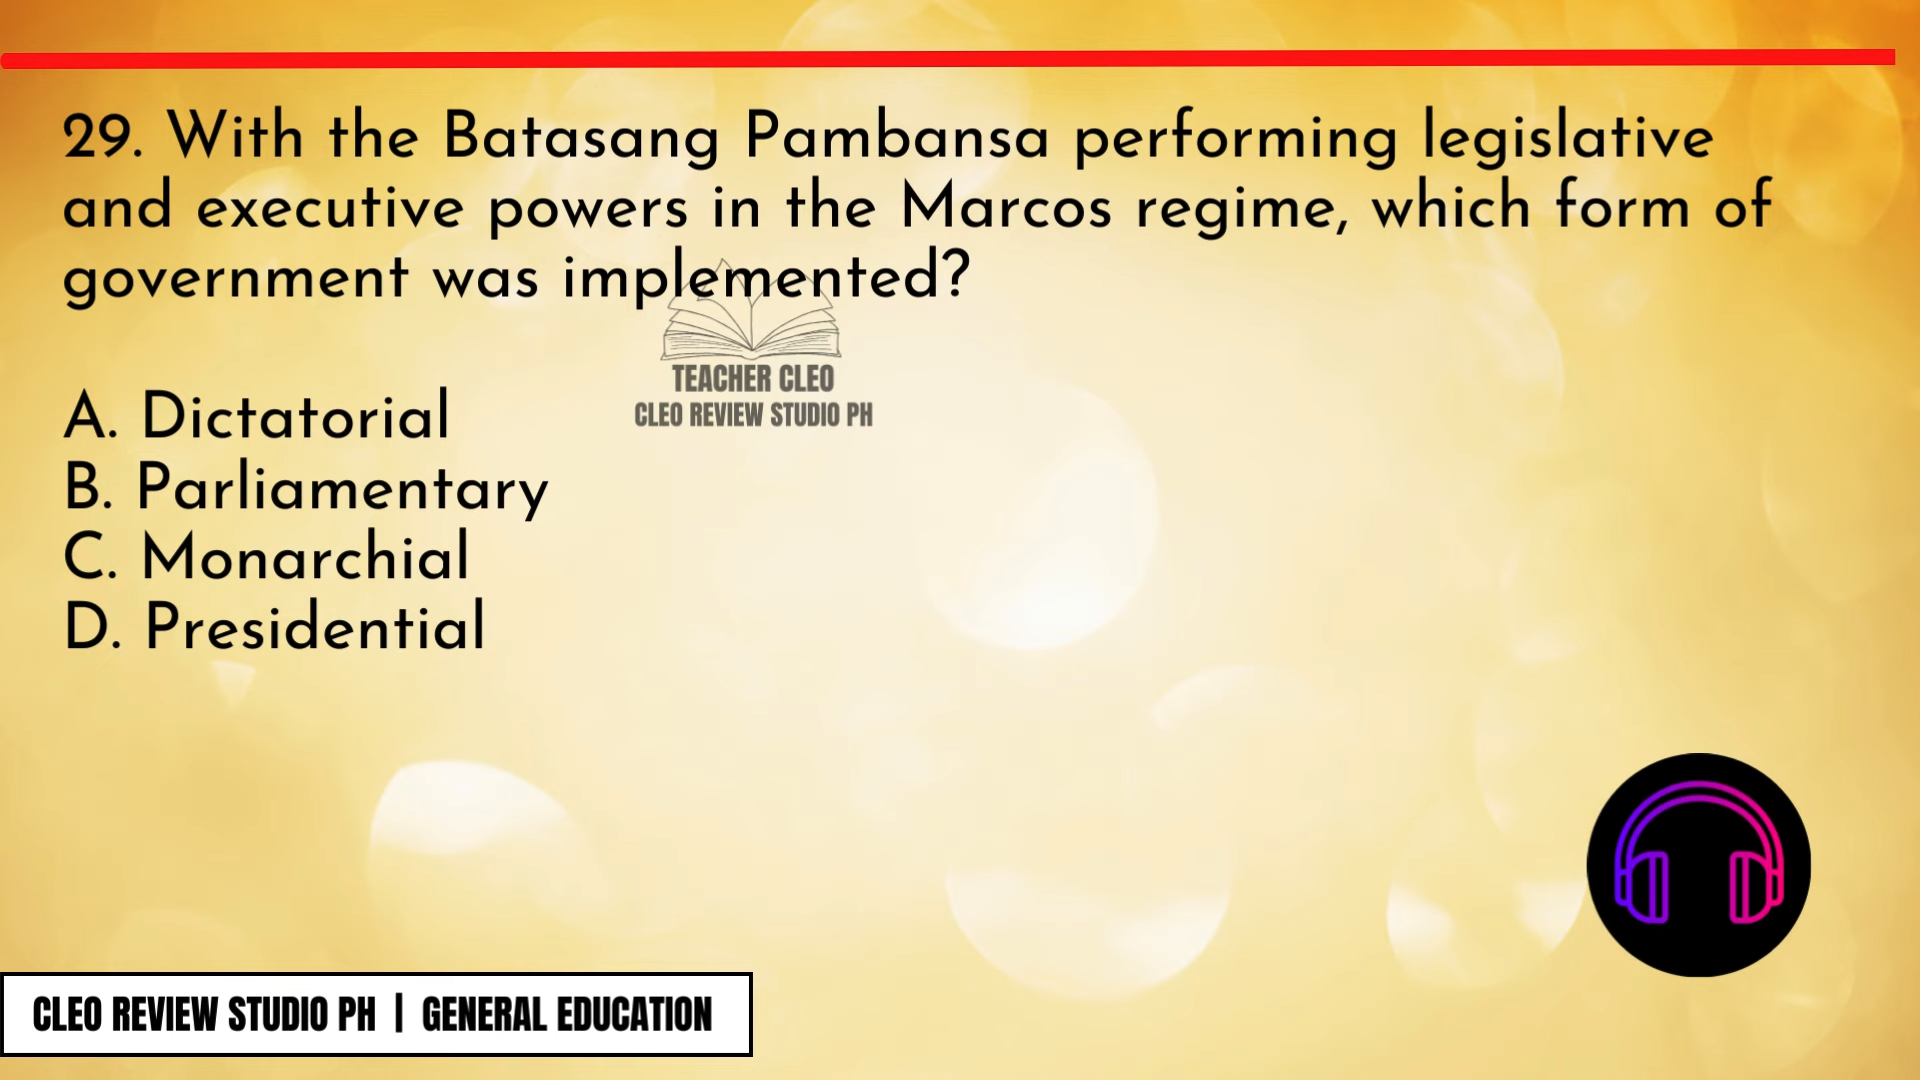 29. With the Batasang Pambansa performing legislative
and executive powers in the Marcos regime, which form of
government was implemented?
TEACHER CLEO
CLEO REVIEW STUDIO PH
A. Dictatorial
B. Parliamentary
C. Monarchial
D. Presidential
CLEO REVIEW STUDIO PH | GENERAL EDUCATION